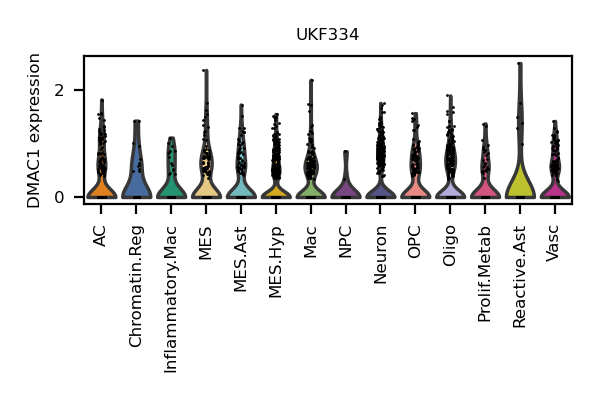 UKF334
DMAC1 expression
2
0
AC
Chromatin.Reg
Inflammatory.Mac
MES
MES.Ast
MES.Hyp
Mac
NPC
Neuron
OPC
Oligo
Prolif.Metab
Reactive.Ast
Vasc